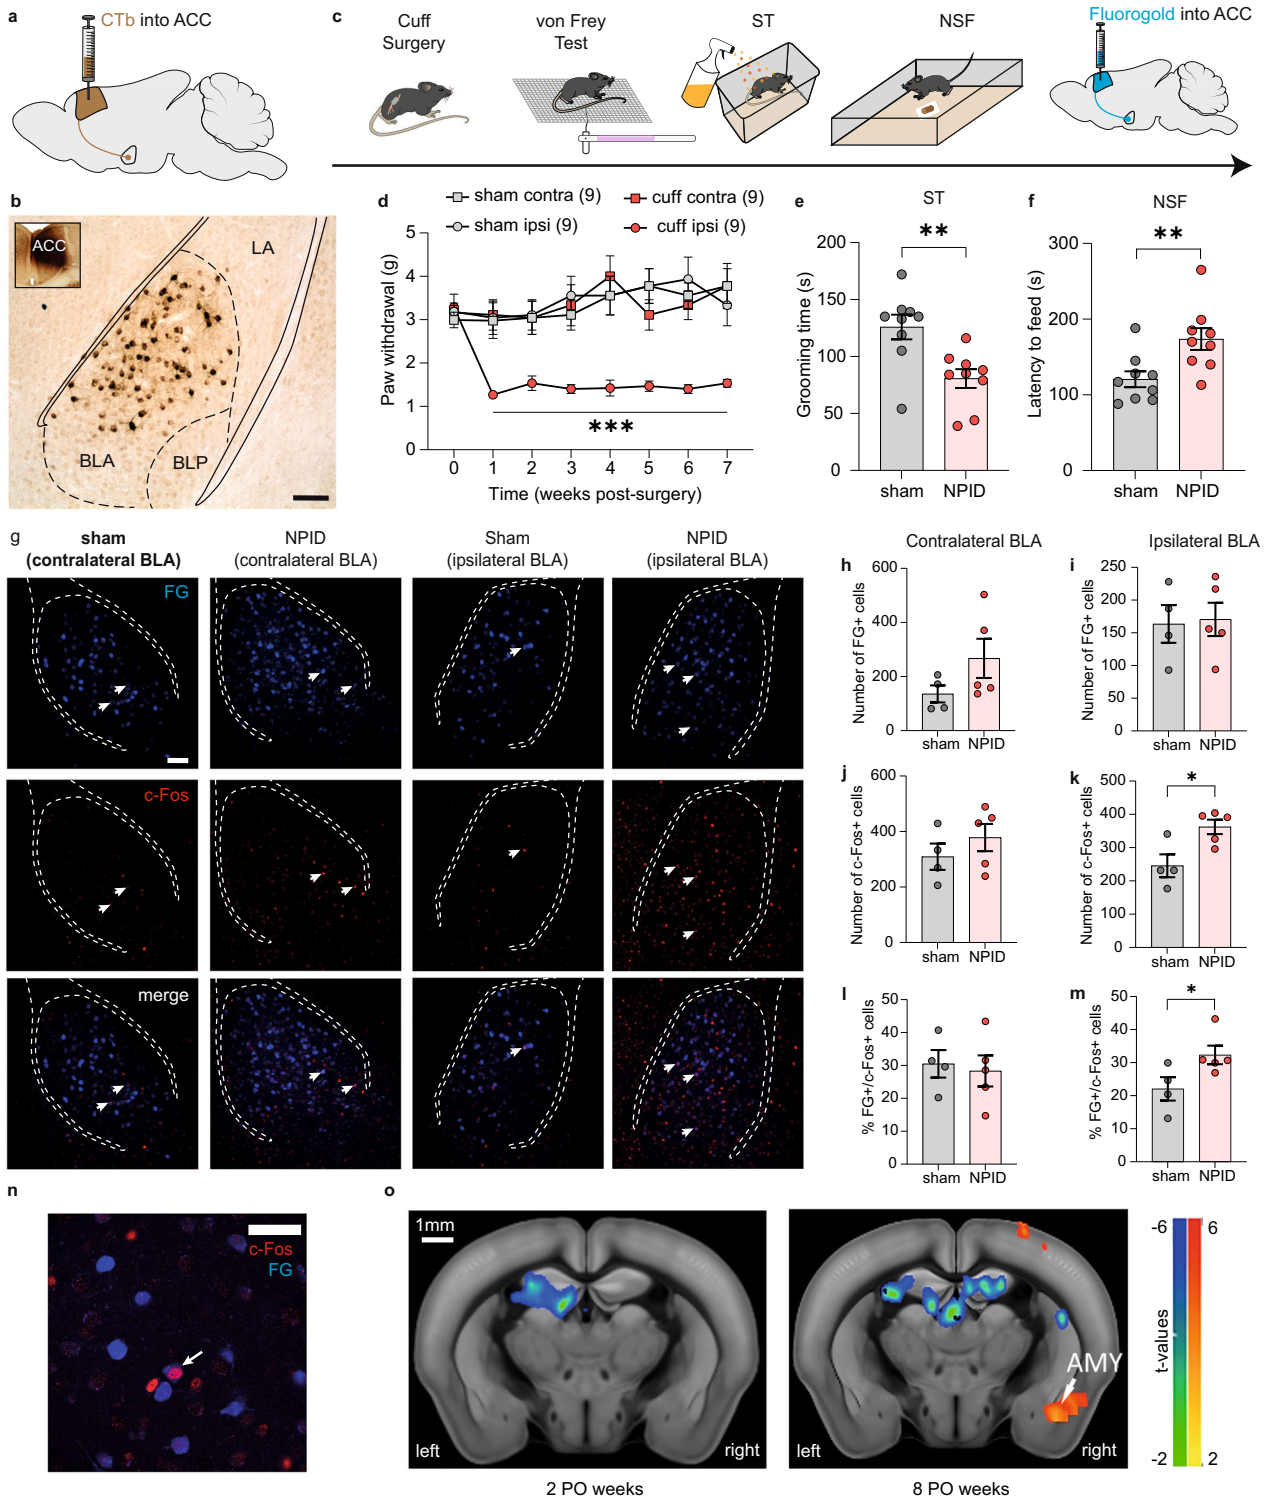 a
CTb into ACC
c
Cuff
Surgery
von Frey
Test
ST
NSF
Fluorogold into ACC
b
ACC
LA
BLA
BLP
d
sham contra (9)
cuff contra (9)
sham ipsi (9)
cuff ipsi (9)
Paw withdrawal (g)
5
4
3
2
1
0
***
0 1 2 3 4 5 6 7
Time (weeks post-surgery)
e
ST
**
Grooming time (s)
200
150
100
50
0
sham NPID
f
NSF
**
Latency to feed (s)
300
200
100
0
sham NPID
g
sham
(contralateral BLA)
NPID
(contralateral BLA)
Sham
(ipsilateral BLA)
NPID
(ipsilateral BLA)
FG
c-Fos
merge
Contralateral BLA
Ipsilateral BLA
h
Number of FG+ cells
600
400
200
0
sham NPID
i
Number of FG+ cells
250
200
150
100
50
0
sham NPID
j
Number of c-Fos+ cells
600
400
200
0
sham NPID
k
*
Number of c-Fos+ cells
500
400
300
200
100
0
sham NPID
l
% FG+/c-Fos+ cells
50
40
30
20
10
0
sham NPID
m
*
% FG+/c-Fos+ cells
50
40
30
20
10
0
sham NPID
n
c-Fos
FG
o
1mm
left
right
2 PO weeks
AMY
left
right
8 PO weeks
-6 6
t-values
-2 2